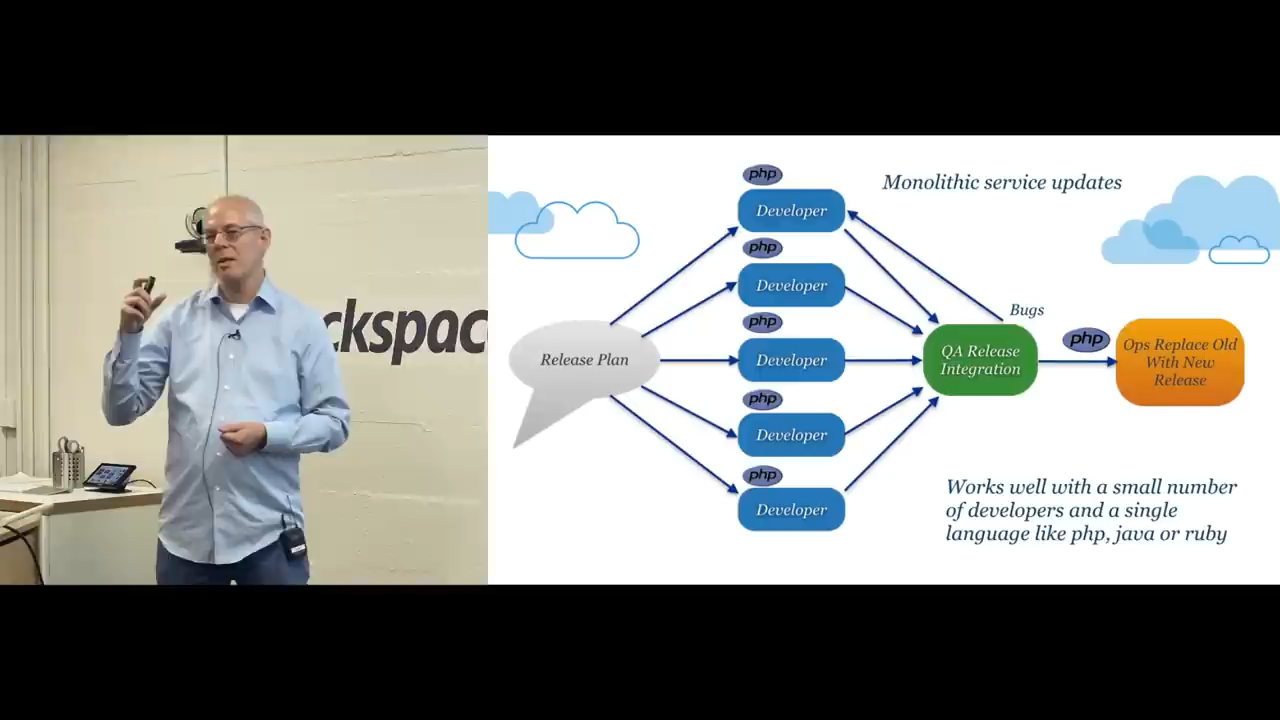 ckspac
Monolithic service updates
php
Developer
php
Developer
php
Developer
php
Developer
php
Developer
Release Plan
Bugs
QA Release
Integration
php
Ops Replace Old
With New
Release
Works well with a small number
of developers and a single
language like php, java or ruby